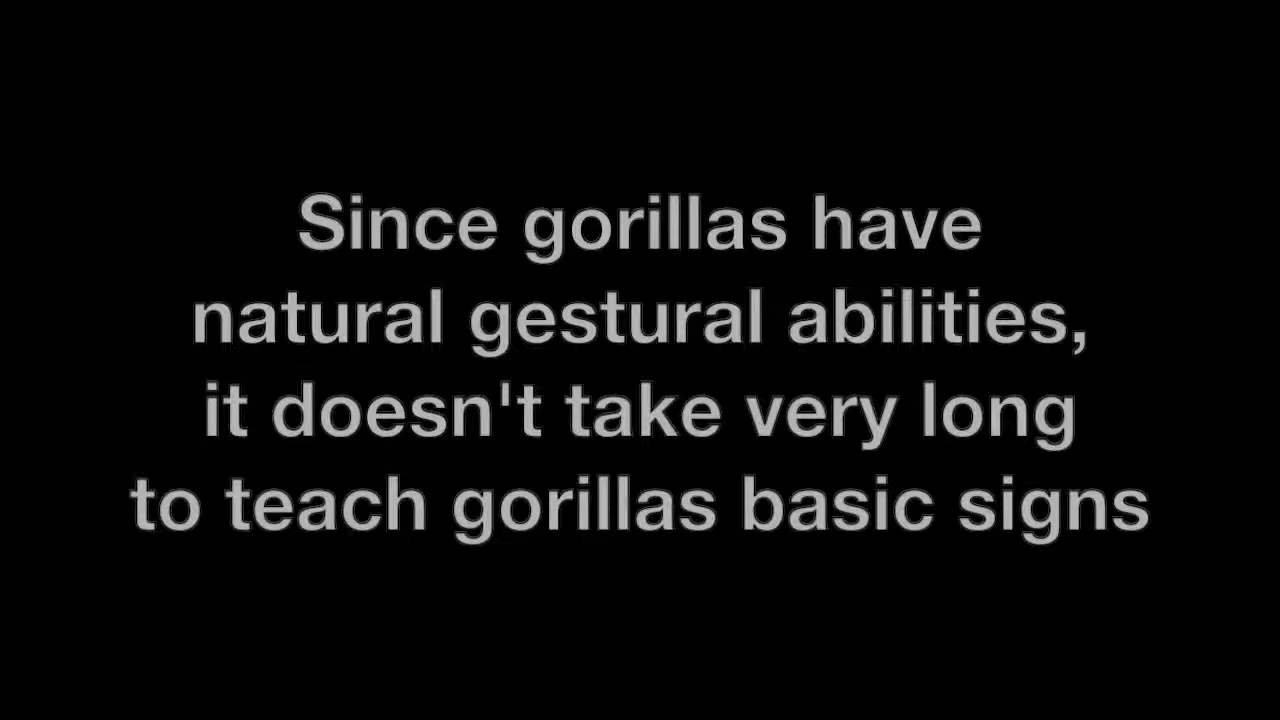 Since gorillas have
natural gestural abilities,
it doesn't take very long
to teach gorillas basic signs